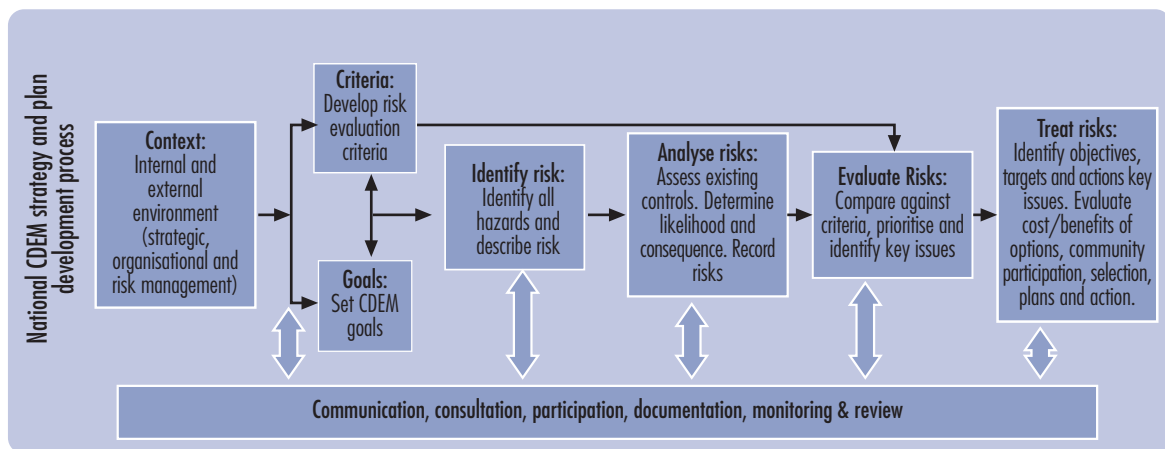 National CDEM strategy and plan
development process
Context:
Internal and
external
environment
(strategic,
organisational and
risk management)
Criteria:
Develop risk
evaluation
criteria
Goals:
Set CDEM
goals
Identify risk:
Identify all
hazards and
describe risk
Analyse risks:
Assess existing
controls. Determine
likelihood and
consequence. Record
risks
Evaluate Risks:
Compare against
criteria, prioritise and
identify key issues
Treat risks:
Identify objectives,
targets and actions key
issues. Evaluate
cost/benefits of
options, community
participation, selection,
plans and action.
Communication, consultation, participation, documentation, monitoring & review